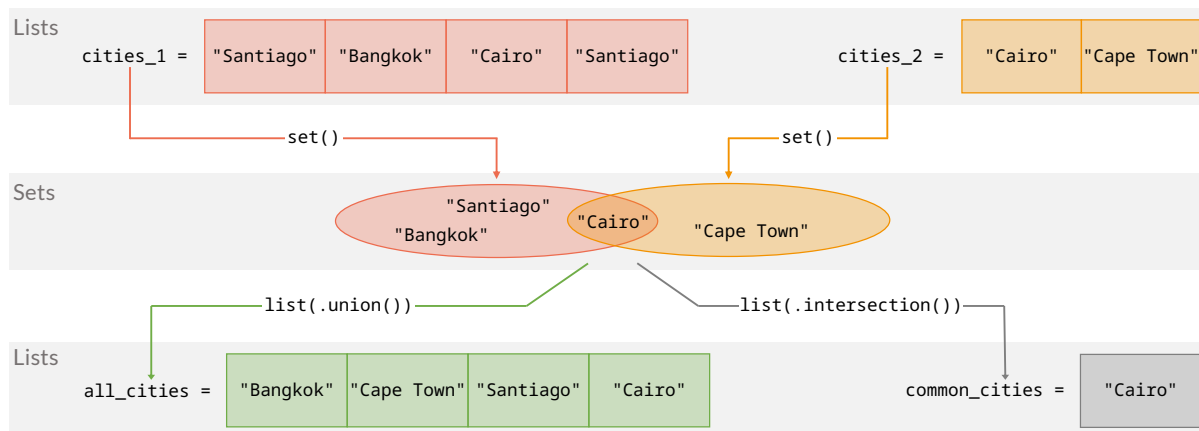 Lists
cities_1 = "Santiago" "Bangkok" "Cairo" "Santiago"
cities_2 = "Cairo" "Cape Town"
set() set()
Sets
"Santiago"
"Bangkok"
"Cairo"
"Cape Town"
list(.union()) list(.intersection())
Lists
all_cities = "Bangkok" "Cape Town" "Santiago" "Cairo"
common_cities = "Cairo"